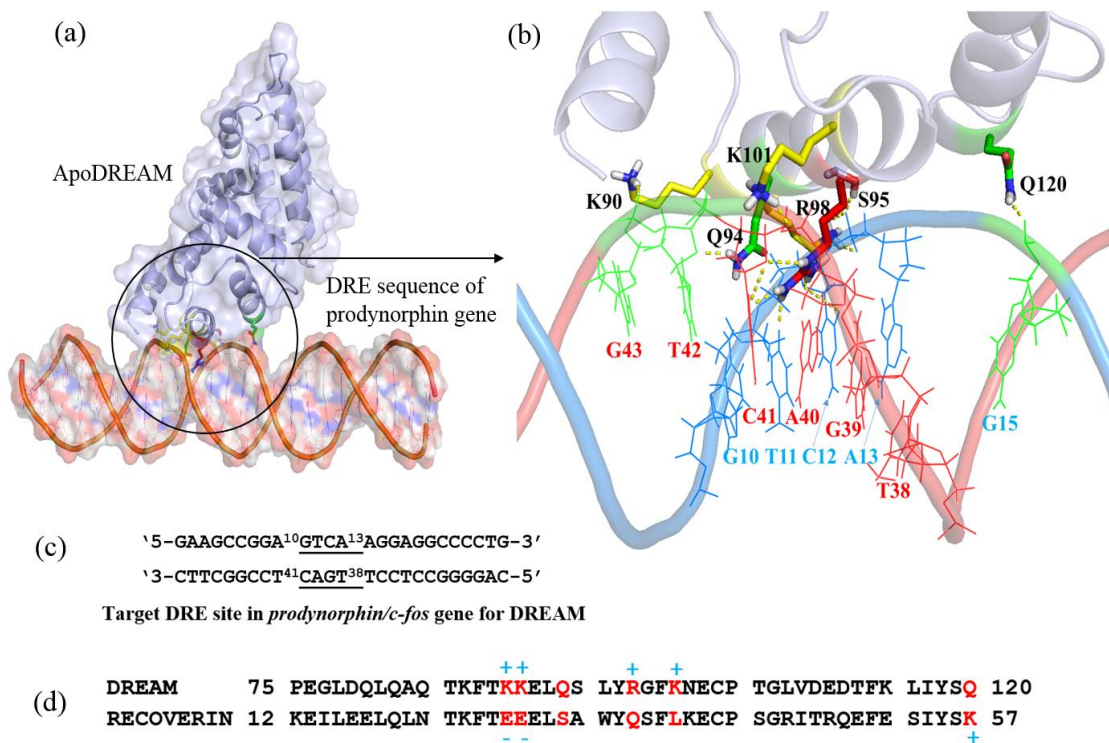 (a)
ApoDREAM
DRE sequence of
prodynorphin gene
(b)
K101
K90
Q120
R98
S95
Q94
G43
T42
C41
A40
G39
G10
T11
C12
A13
T38
G15
(c)
‘5-GAAGCCGGA¹⁰GTCA¹³AGGAGGCCCCTG-3’
‘3-CTTCGGCCT⁴¹CAGT³⁸TCCTCCGGGGAC-5’
Target DRE site in prodynorphin/c-fos gene for DREAM
(d)
++ + +
DREAM 75 PEGLDQLQAQ TKFTKKELQS LYRGFKNECP TGLVDEDTFK LIYSQ 120
RECOVERIN 12 KEILEELQLN TKFTEEELSA WYQSFLKECP SGRITRQEFE SIYSK 57
-- +